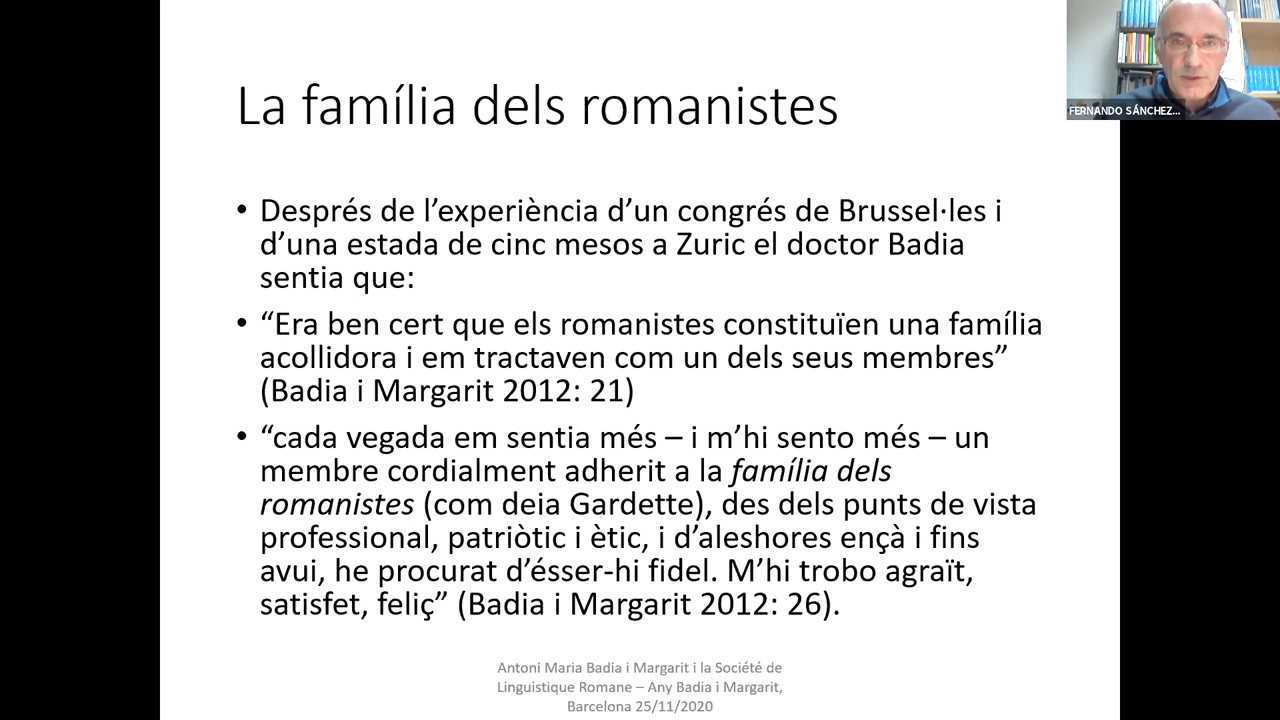 La família dels romanistes
FERNANDO SÁNCHEZ...
• Després de l’experiència d’un congrés de Brussel·les i
d’una estada de cinc mesos a Zuric el doctor Badia
sentia que:
• “Era ben cert que els romanistes constituïen una família
acollidora i em tractaven com un dels seus membres”
(Badia i Margarit 2012: 21)
• “cada vegada em sentia més – i m’hi sento més – un
membre cordialment adherit a la família dels
romanistes (com deia Gardette), des dels punts de vista
professional, patriòtic i ètic, i d’aleshores ençà i fins
avui, he procurat d’ésser-hi fidel. M’hi trobo agraït,
satisfet, feliç” (Badia i Margarit 2012: 26).
Antoni Maria Badia i Margarit i la Société de
Linguistique Romane – Any Badia i Margarit,
Barcelona 25/11/2020